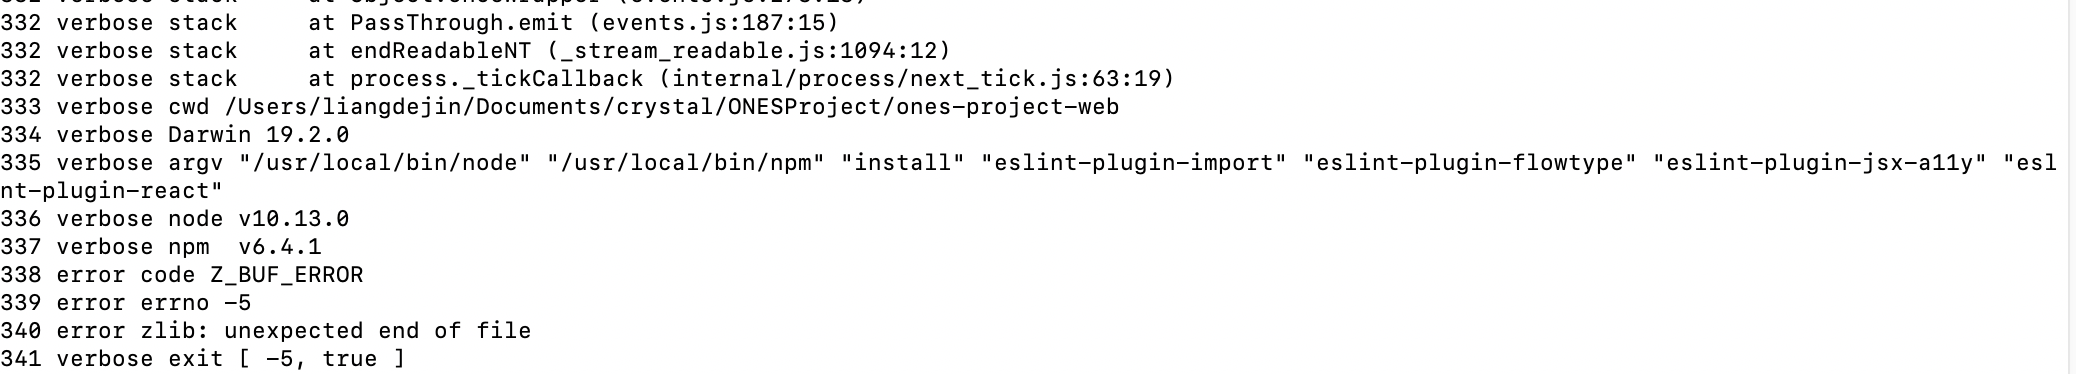 332 verbose stack     at PassThrough.emit (events.js:187:15)
332 verbose stack     at endReadableNT (_stream_readable.js:1094:12)
332 verbose stack     at process._tickCallback (internal/process/next_tick.js:63:19)
333 verbose cwd /Users/liangdejin/Documents/crystal/ONESProject/ones-project-web
334 verbose Darwin 19.2.0
335 verbose argv "/usr/local/bin/node" "/usr/local/bin/npm" "install" "eslint-plugin-import" "eslint-plugin-flowtype" "eslint-plugin-jsx-a11y" "esl
nt-plugin-react"
336 verbose node v10.13.0
337 verbose npm  v6.4.1
338 error code Z_BUF_ERROR
339 error errno -5
340 error zlib: unexpected end of file
341 verbose exit [ -5, true ]